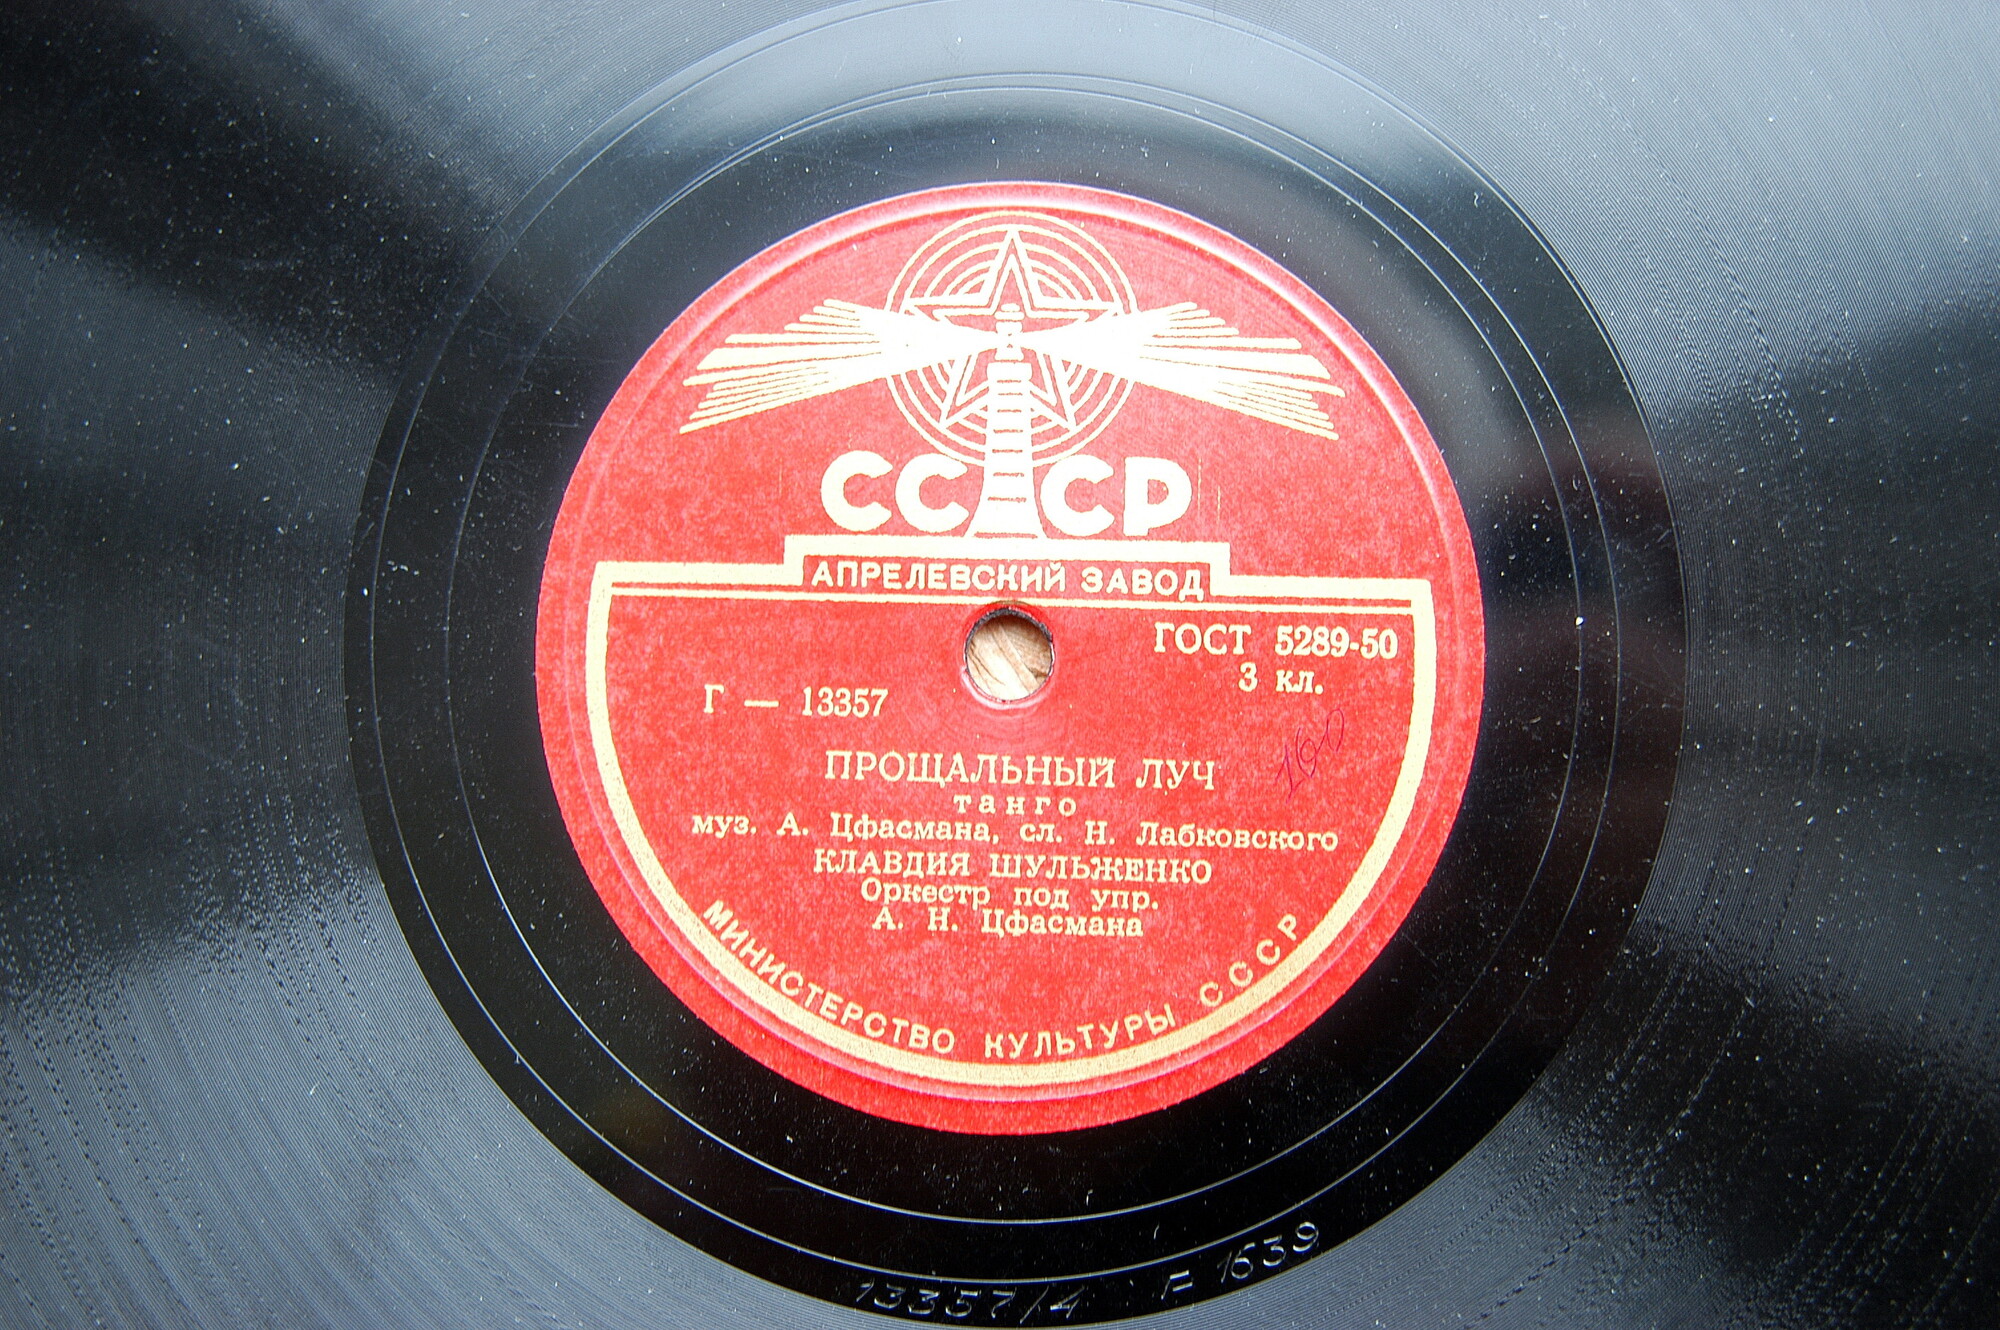 СССР
АПРЕЛЕВСКИЙ ЗАВОД
ГОСТ 5289-50
3 кл.
Г — 13357
160
ПРОЩАЛЬНЫЙ ЛУЧ
танго
муз. А. Цфасмана, сл. Н. Лабковского
КЛАВДИЯ ШУЛЬЖЕНКО
Оркестр под упр.
А. Н. Цфасмана
МИНИСТЕРСТВО КУЛЬТУРЫ СССР
13357/4 F 1639